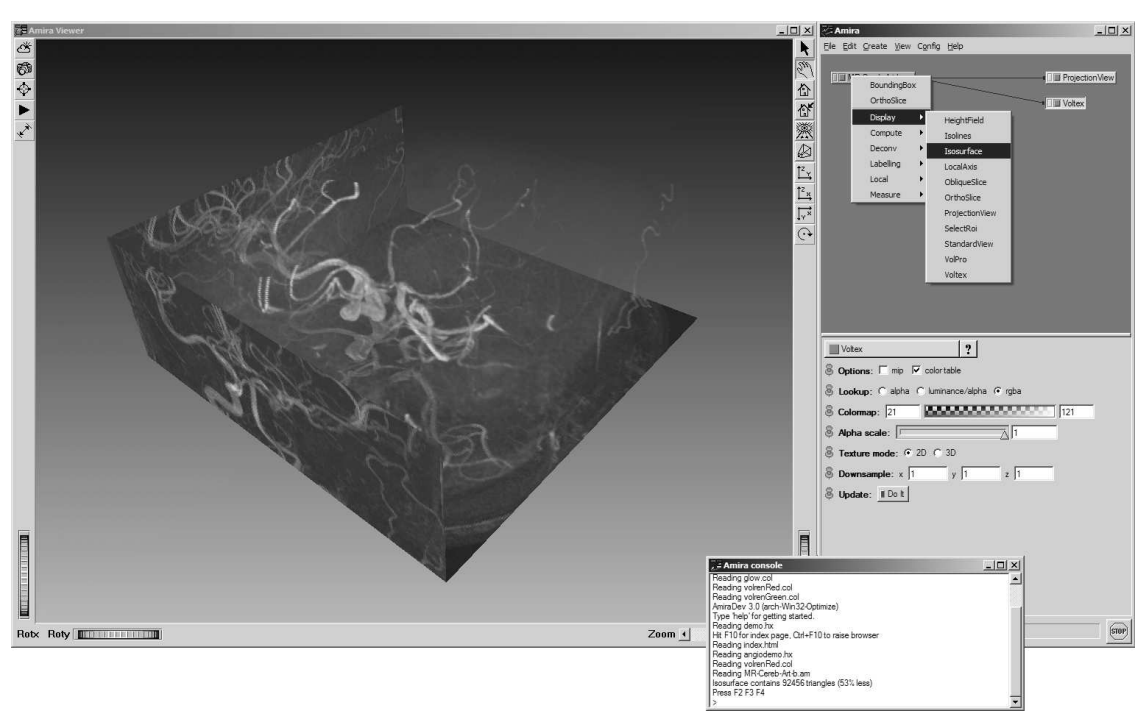 Amira Viewer
Rotx Roty
Zoom
Amira
File Edit Create View Config Help
ProjectionView
Voltex
BoundingBox
OrthoSlice
Display
Compute
Deconv
Labelling
Local
Measure
HeightField
Isolines
Isosurface
LocalAxis
ObliqueSlice
OrthoSlice
ProjectionView
SelectRoi
StandardView
VolPro
Voltex
Voltex ?
Options: mip color table
Lookup: alpha luminance/alpha rgba
Colormap: 21 121
Alpha scale: 1
Texture mode: 2D 3D
Downsample: x 1 y 1 z 1
Update: Do It
STOP
Amira console
Reading glow.col
Reading volrenRed.col
Reading volrenGreen.col
AmiraDev 3.0 (arch-Win32-Optimize)
Type 'help' for getting started.
Reading demo.hx
Hit F10 for index page, Ctrl+F10 to raise browser
Reading index.html
Reading angiodemo.hx
Reading volrenRed.col
Reading MR-Cereb-Art-b.am
Isosurface contains 92456 triangles (53% less)
Press F2 F3 F4
>